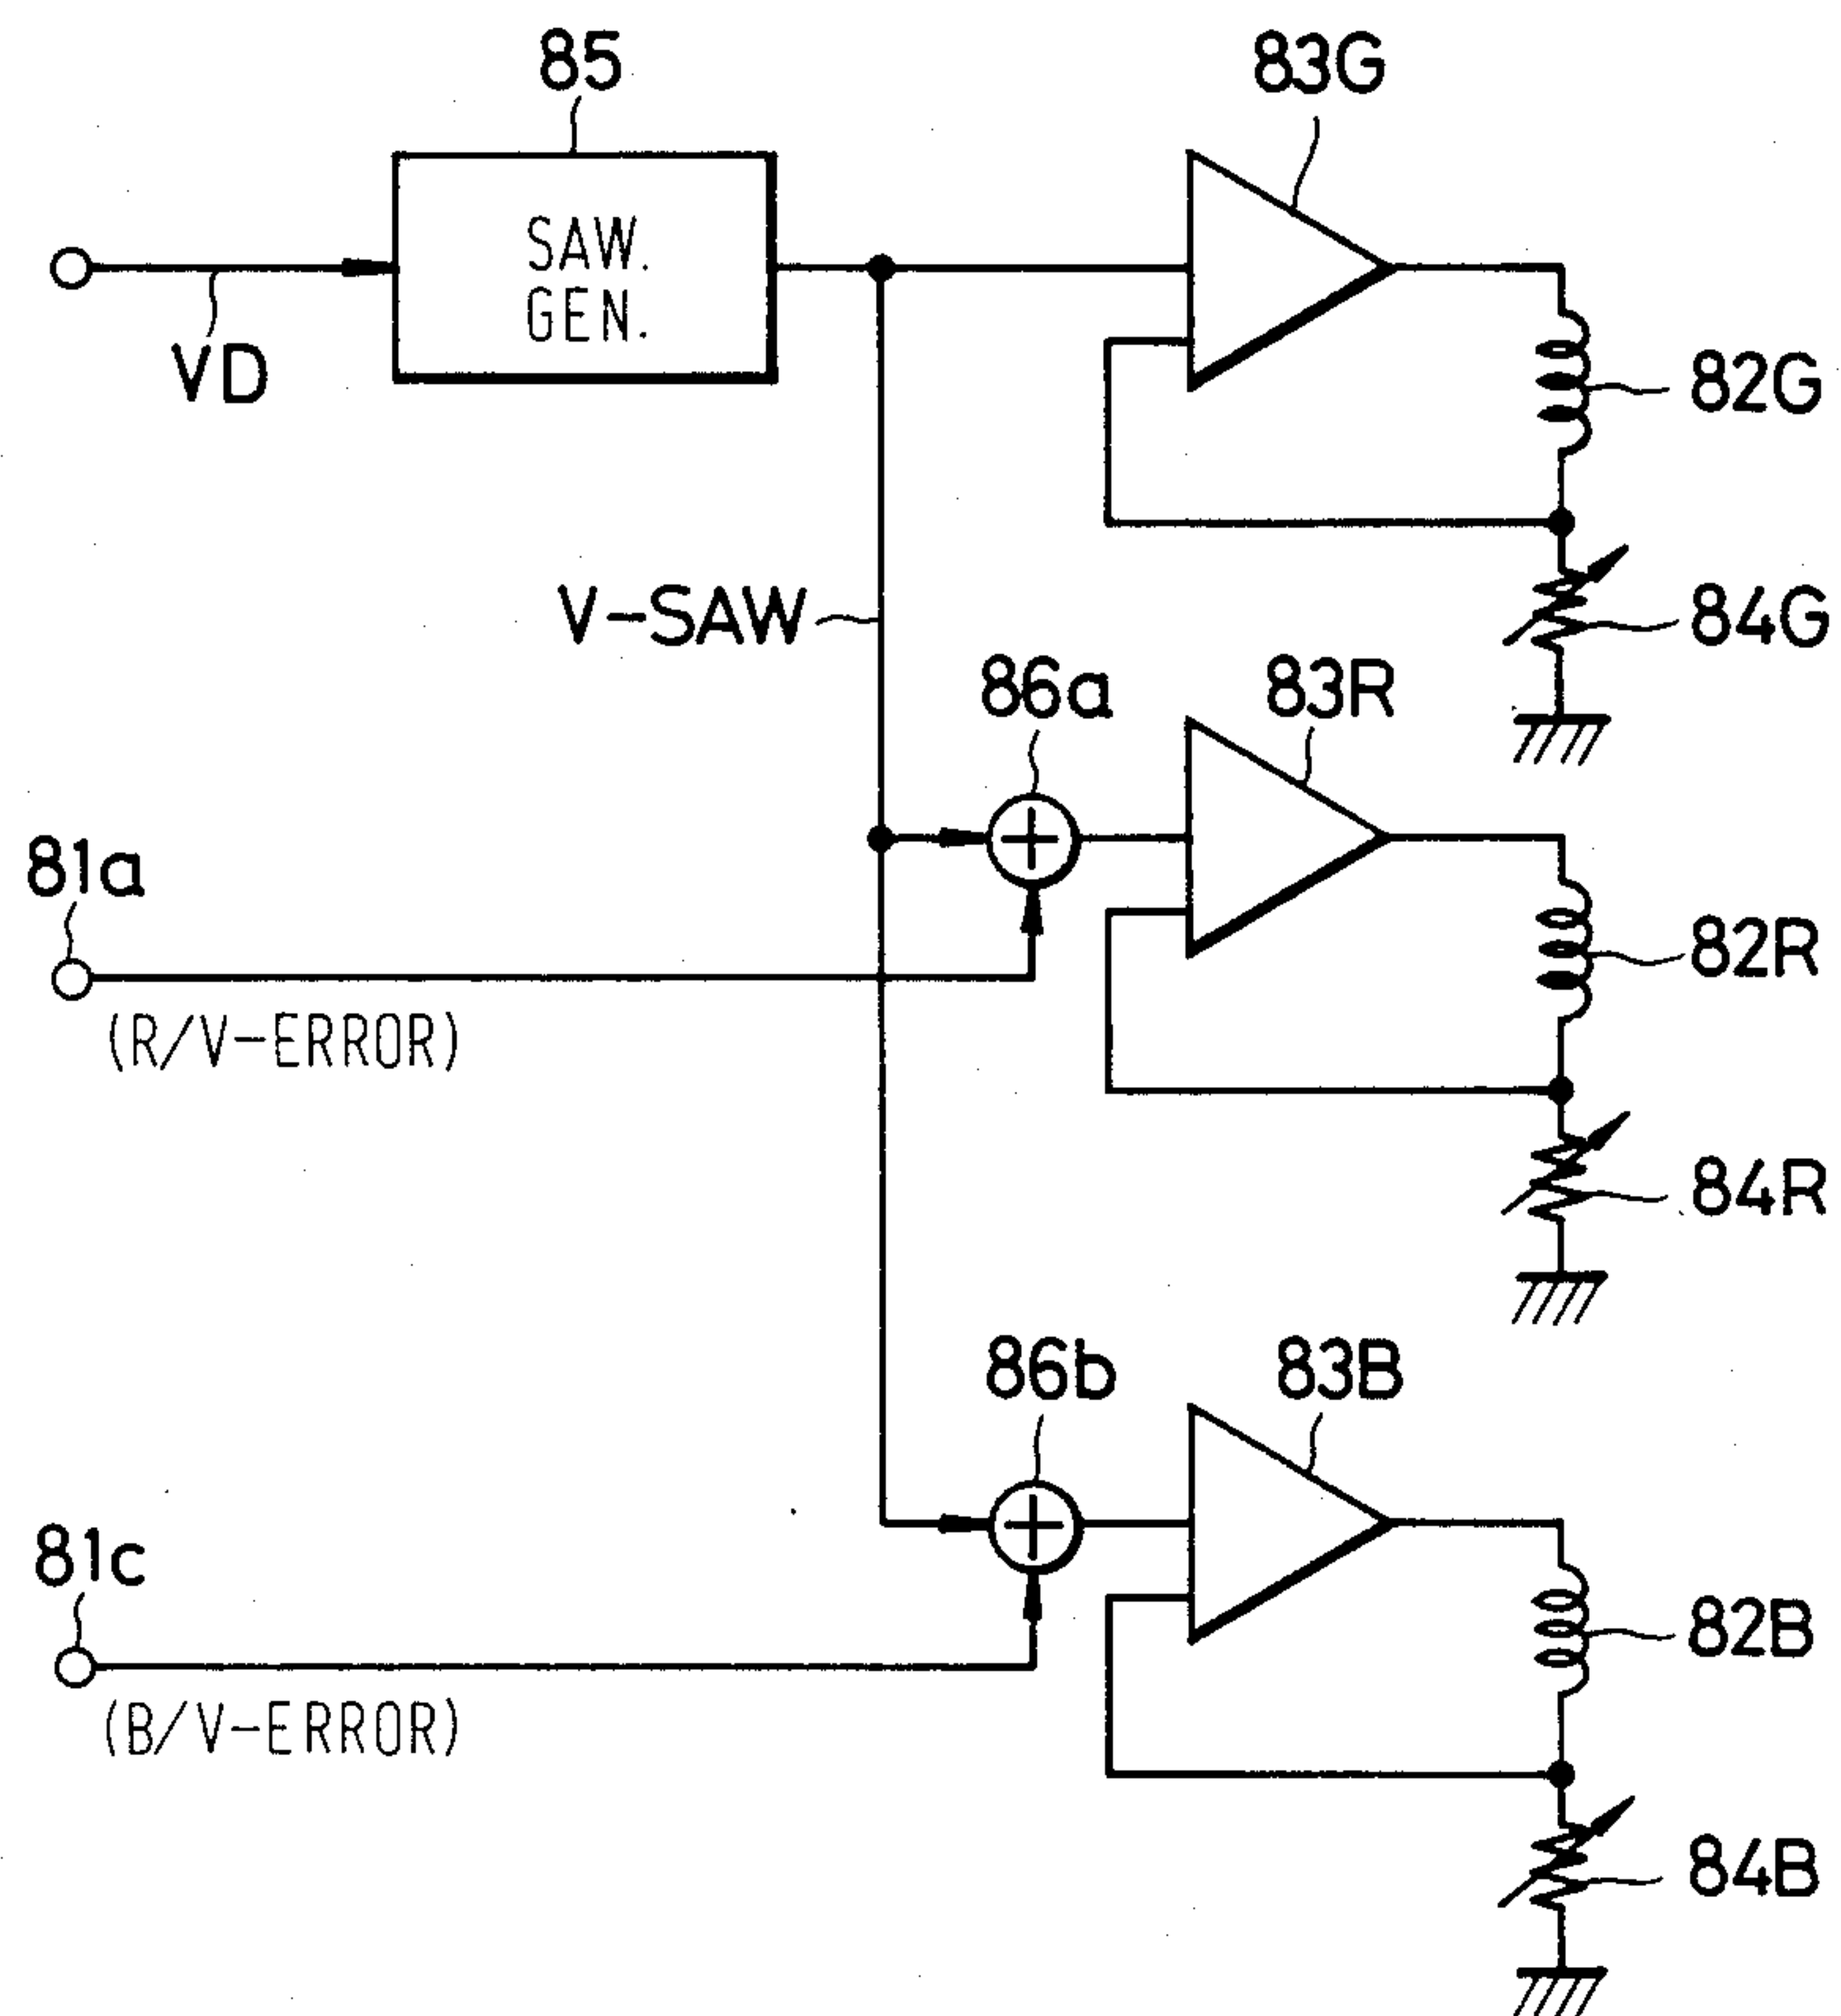 85
83G
SAW.
GEN.
VD
82G
V-SAW
84G
86a
83R
81a
82R
(R/V-ERROR)
84R
86b
83B
81c
82B
(B/V-ERROR)
84B